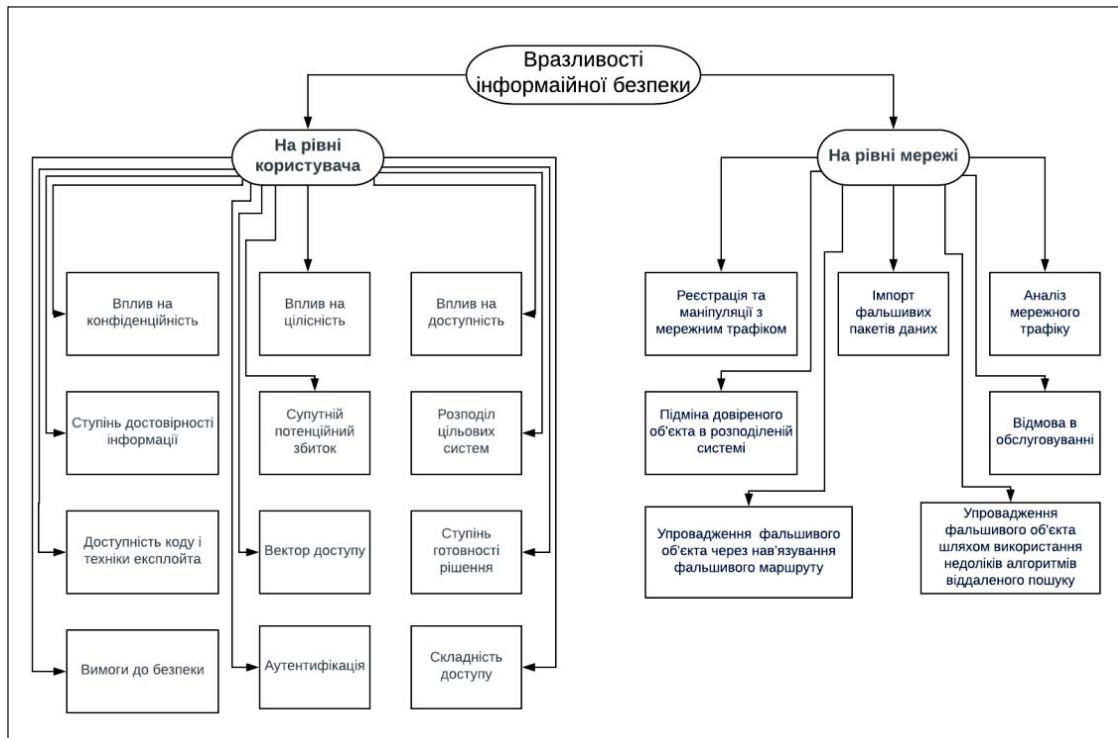 Вразливості
інформаійної безпеки
На рівні
користувача
На рівні мережі
Вплив на
конфіденційність
Вплив на
цілісність
Вплив на
доступність
Реєстрація та
маніпуляції з
мережним трафіком
Імпорт
фальшивих
пакетів даних
Аналіз
мережного
трафіку
Ступінь достовірності
інформації
Супутній
потенційний
збиток
Розподіл
цільових
систем
Підміна довіреного
об'єкта в розподіленій
системі
Відмова в
обслуговуванні
Доступність коду і
техніки експлойта
Вектор доступу
Ступінь
готовності
рішення
Упровадження фальшивого
об'єкта через нав'язування
фальшивого маршруту
Упровадження
фальшивого об'єкта
шляхом використання
недоліків алгоритмів
віддаленого пошуку
Вимоги до безпеки
Аутентифікація
Складність
доступу